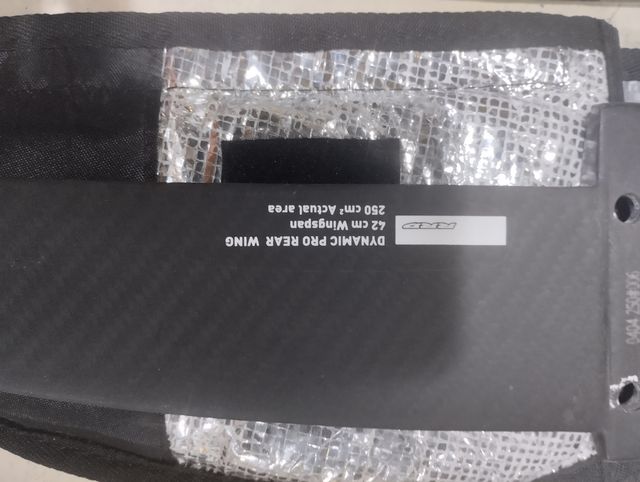 RRD
DYNAMIC PRO REAR WING
42 cm Wingspan
250 cm² Actual area